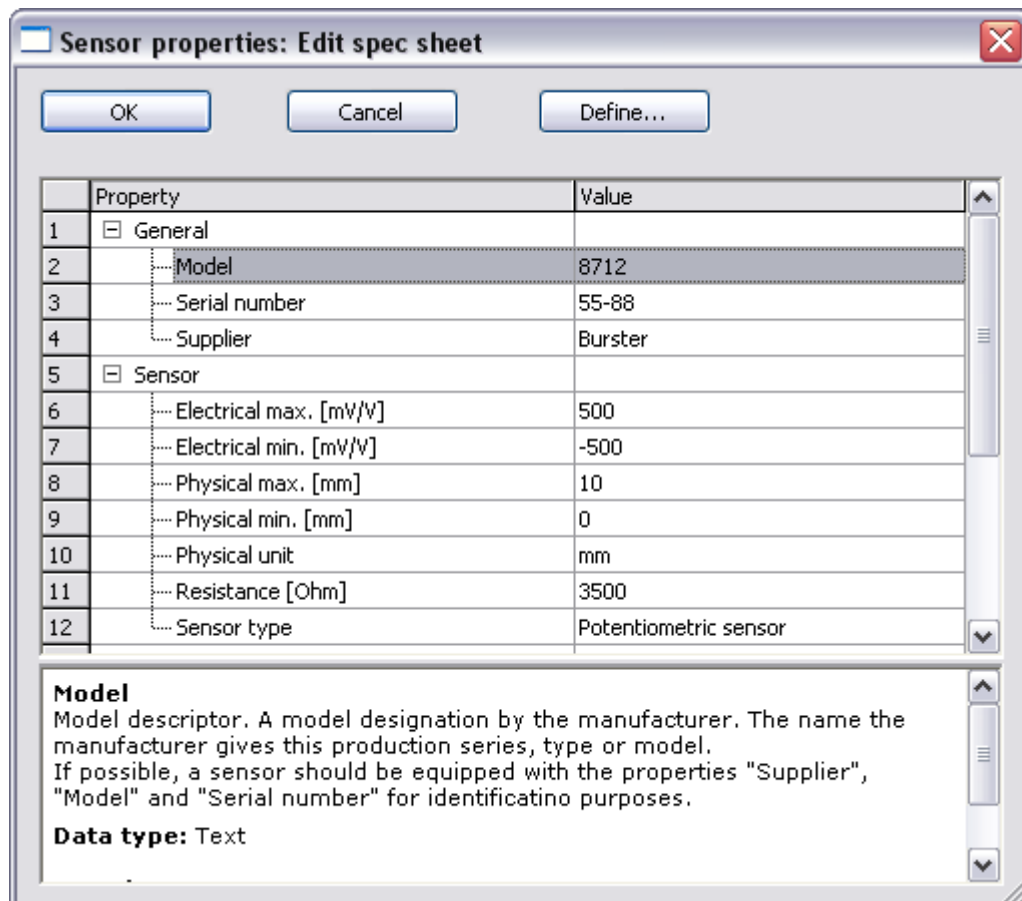 Sensor properties: Edit spec sheet
OK Cancel Define...
Property Value
1 General
2 Model 8712
3 Serial number 55-88
4 Supplier Burster
5 Sensor
6 Electrical max. [mV/V] 500
7 Electrical min. [mV/V] -500
8 Physical max. [mm] 10
9 Physical min. [mm] 0
10 Physical unit mm
11 Resistance [Ohm] 3500
12 Sensor type Potentiometric sensor
Model
Model descriptor. A model designation by the manufacturer. The name the
manufacturer gives this production series, type or model.
If possible, a sensor should be equipped with the properties "Supplier",
"Model" and "Serial number" for identificatino purposes.
Data type: Text